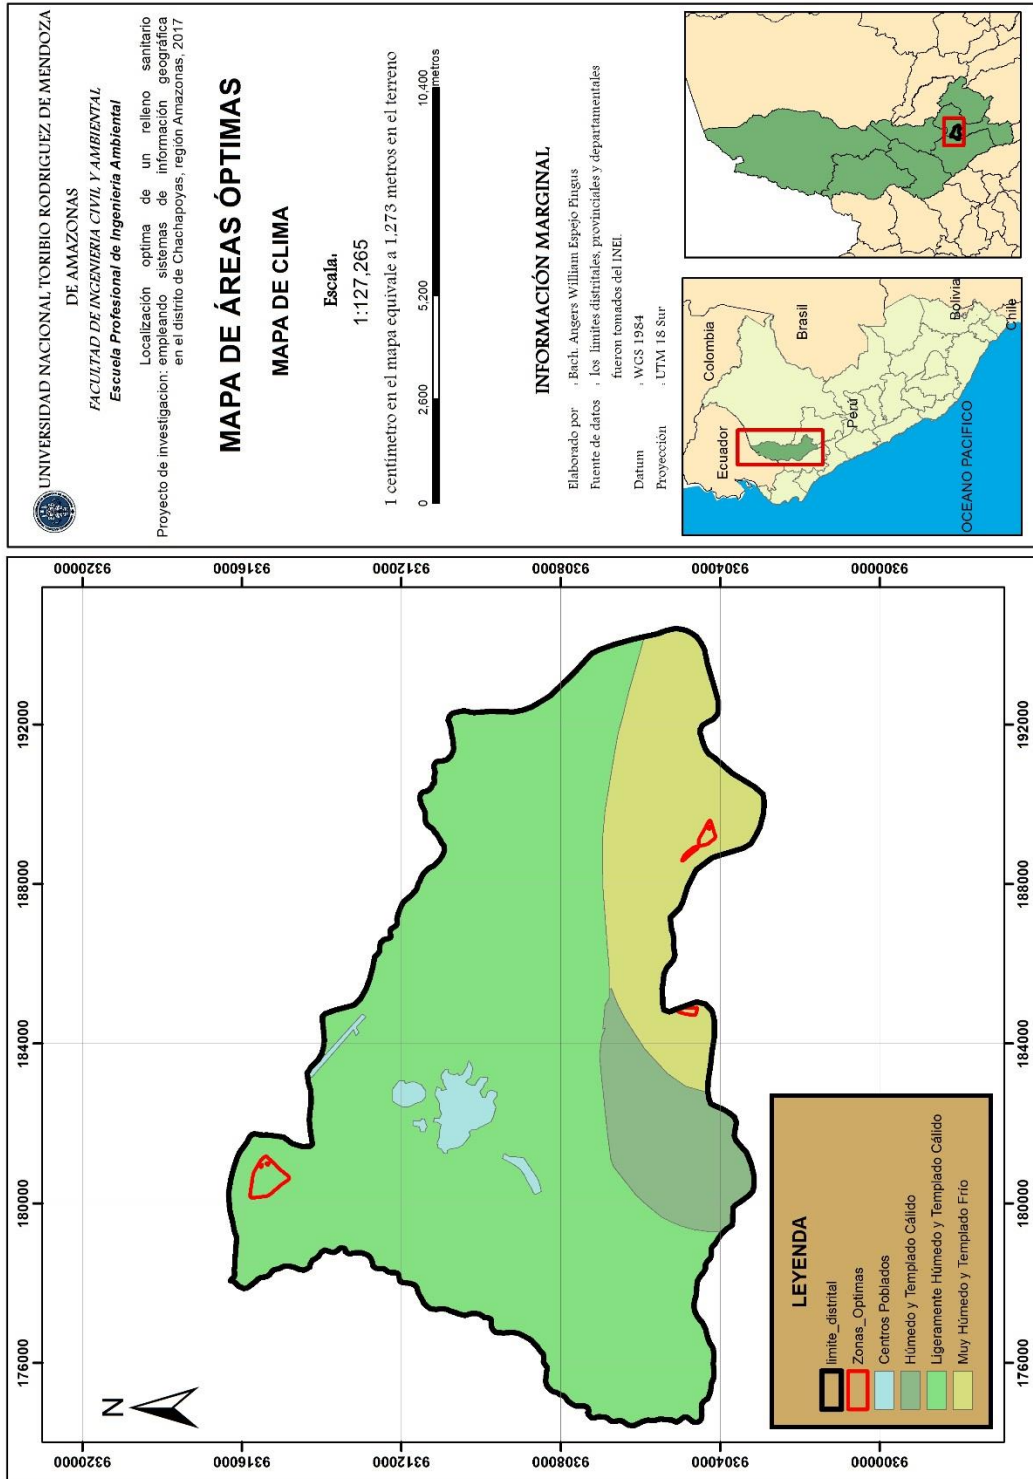 UNIVERSIDAD NACIONAL TORIBIO RODRIGUEZ DE MENDOZA
DE AMAZONAS
FACULTAD DE INGENIERIA CIVIL Y AMBIENTAL
Escuela Profesional de Ingeniería Ambiental
Proyecto de investigacion:
Localización optima de un relleno sanitario
empleando sistemas de información geográfica
en el distrito de Chachapoyas, región Amazonas, 2017
MAPA DE ÁREAS ÓPTIMAS
MAPA DE CLIMA
Escala:
1:127,265
1 centímetro en el mapa equivale a 1,273 metros en el terreno
0 2,600 5,200 10,400
metros
INFORMACIÓN MARGINAL
Elaborado por : Bach. Angers William Espejo Pingus
Fuente de datos : los limites distritales, provinciales y departamentales
fueron tomados del INEI.
Datum : WGS 1984
Proyección : UTM 18 Sur
Ecuador
Colombia
Brasil
Perú
Bolivia
Chile
OCEANO PACIFICO
176000 180000 184000 188000 192000
9320000
9316000
9312000
9308000
9304000
9300000
9320000
9316000
9312000
9308000
9304000
9300000
N
LEYENDA
limite_distrital
Zonas_Optimas
Centros Poblados
Húmedo y Templado Cálido
Ligeramente Húmedo y Templado Cálido
Muy Húmedo y Templado Frío